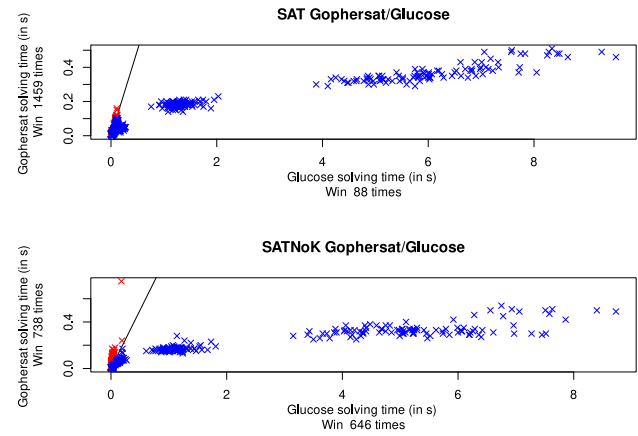 SAT Gophersat/Glucose
Gophersat solving time (in s)
Win 1459 times
0.0 0.2 0.4
0 2 4 6 8
Glucose solving time (in s)
Win 88 times
SATNoK Gophersat/Glucose
Gophersat solving time (in s)
Win 738 times
0.0 0.4
0 2 4 6 8
Glucose solving time (in s)
Win 646 times